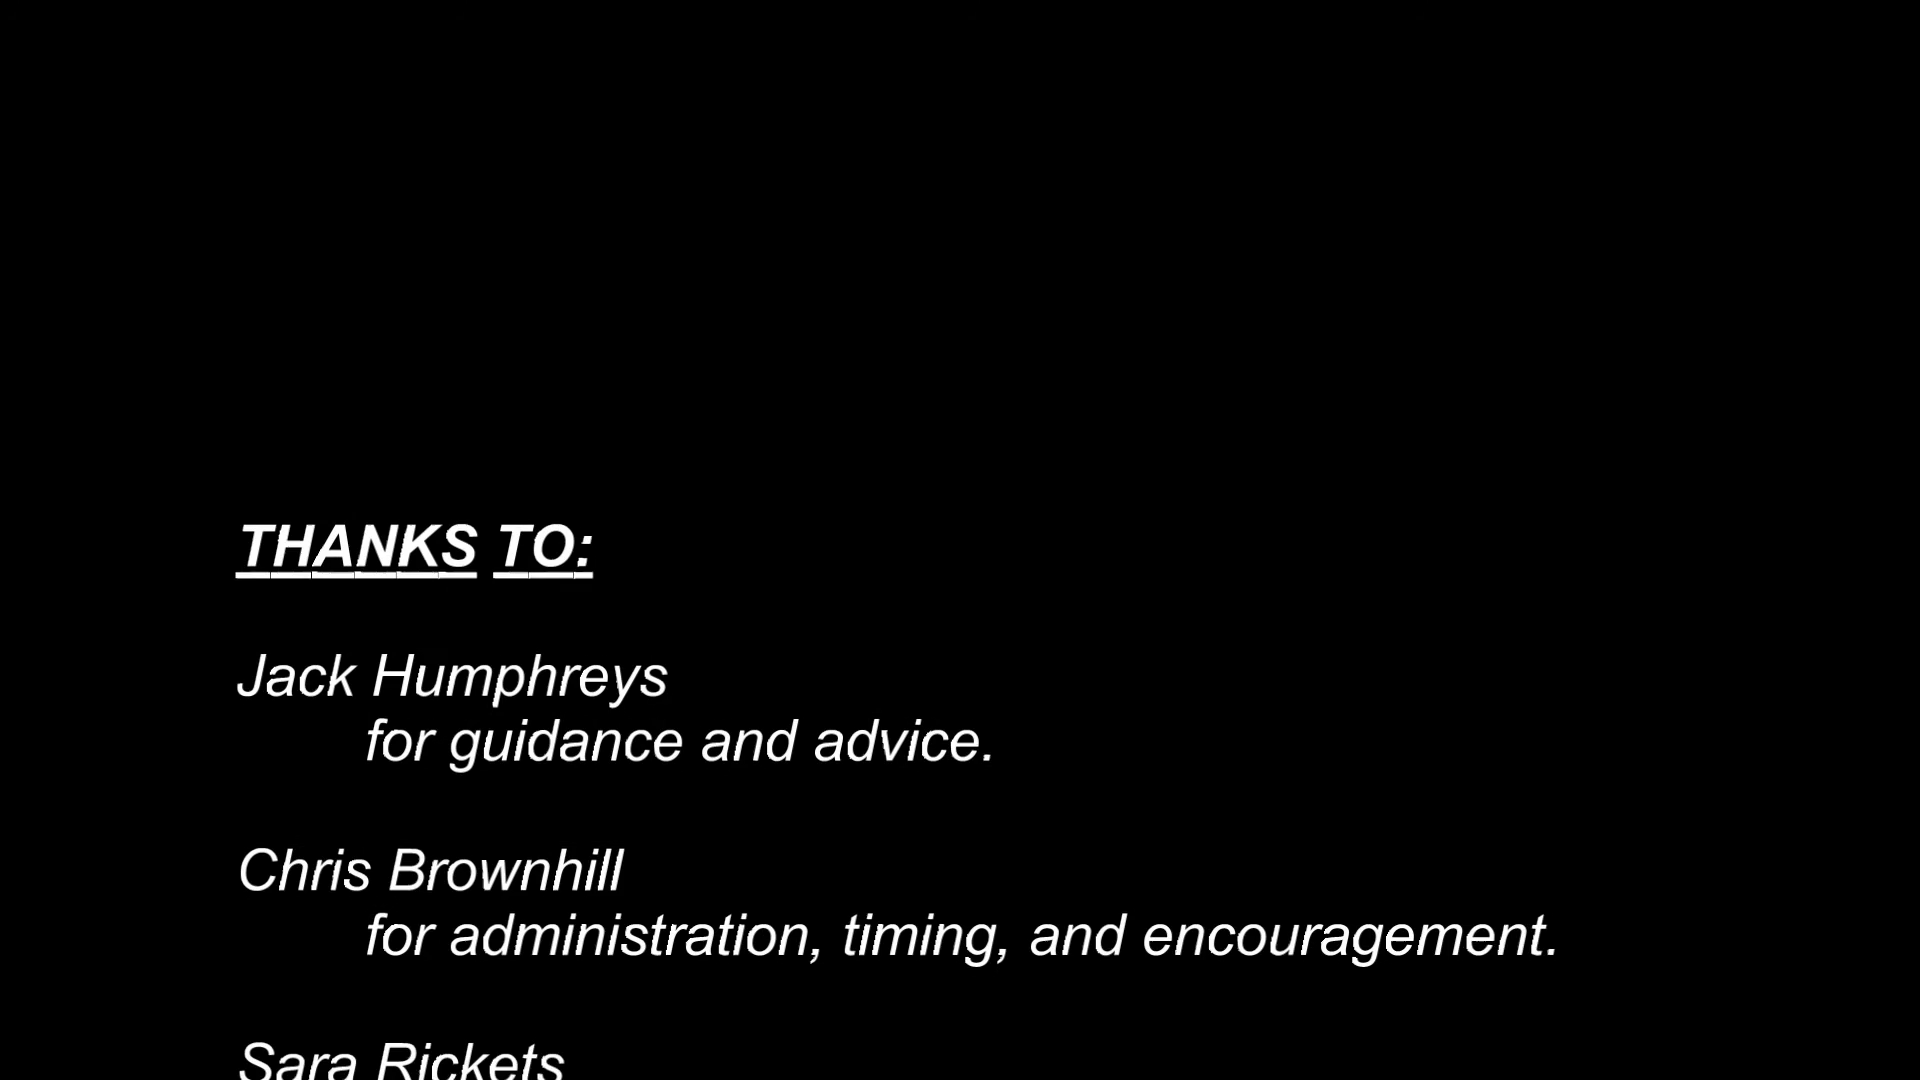 THANKS TO:
Jack Humphreys
for guidance and advice.
Chris Brownhill
for administration, timing, and encouragement.
Sara Rickets